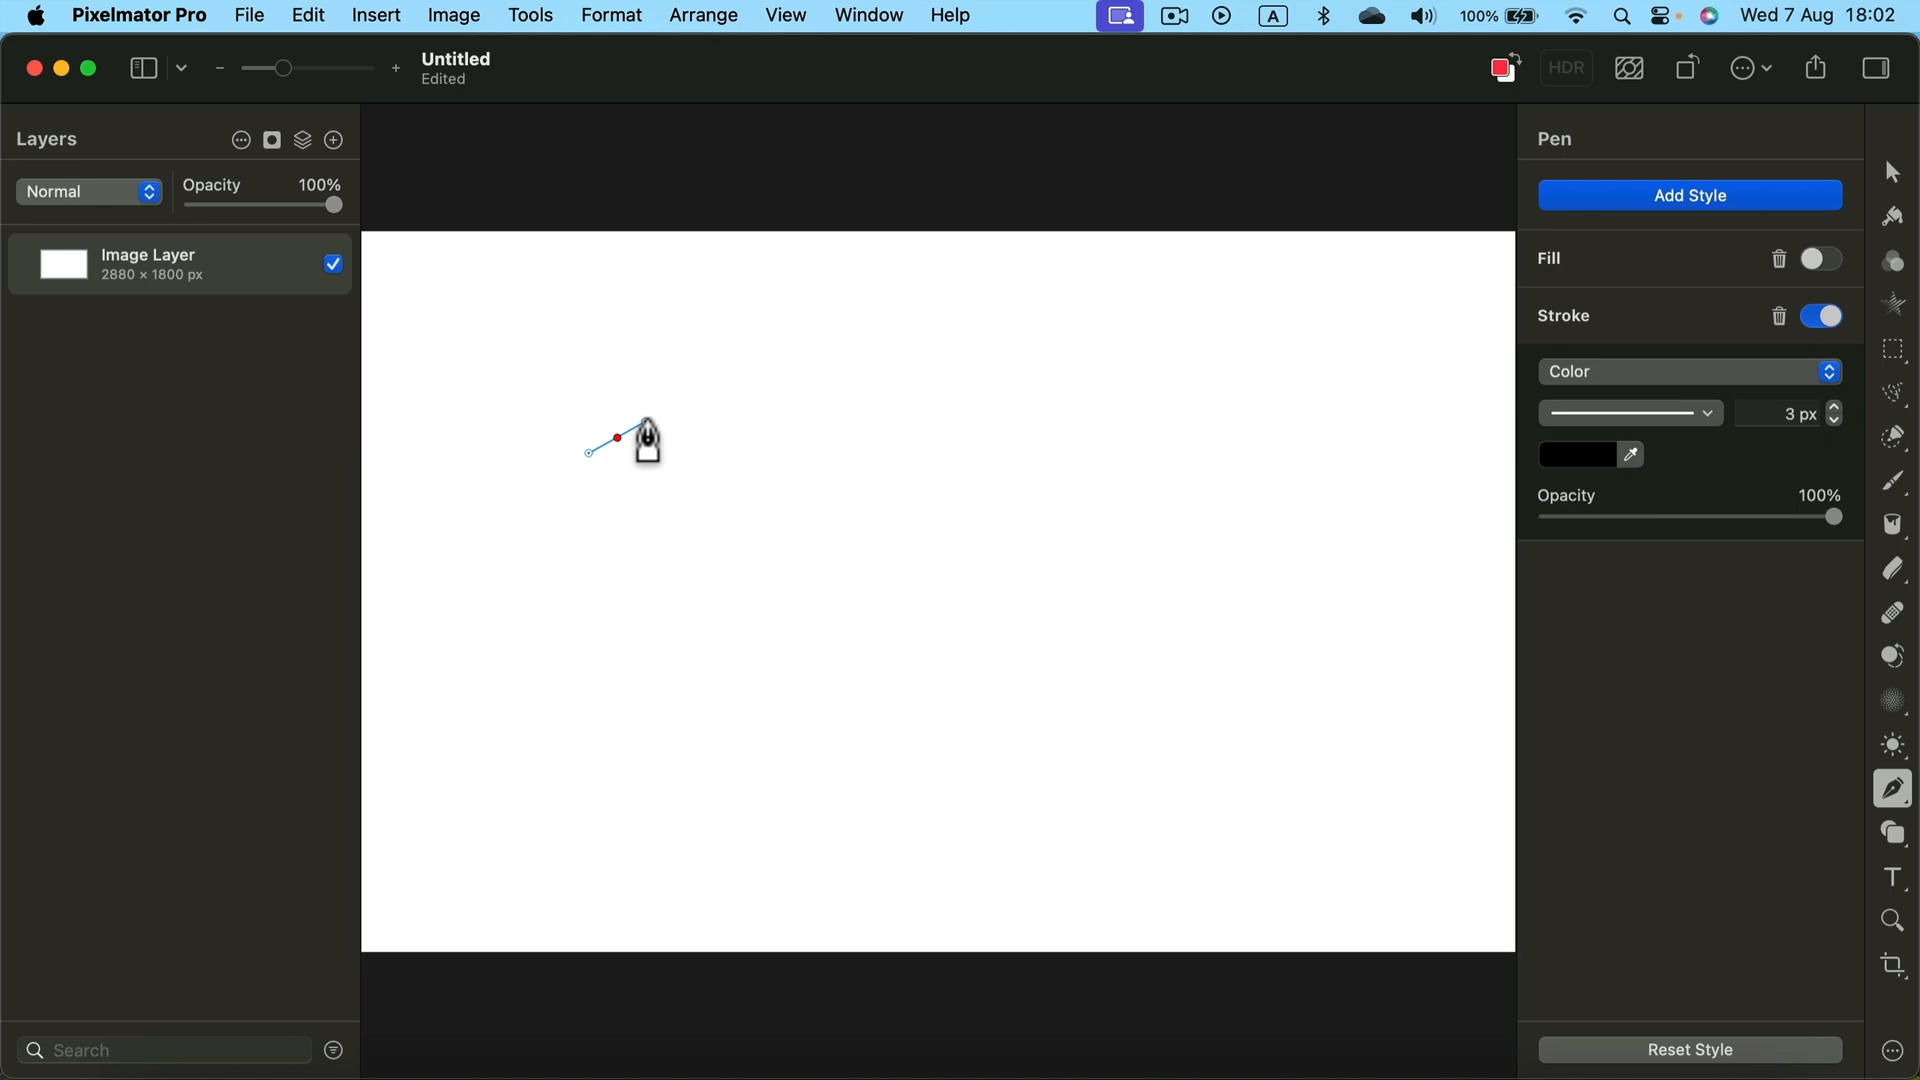 Pixelmator Pro File Edit Insert Image Tools Format Arrange View Window Help A 100% Wed 7 Aug 18:02
Untitled
Edited
HDR
Layers
Normal
Opacity 100%
Image Layer
2880 × 1800 px
Search
Pen
Add Style
Fill
Stroke
Color
3 px
Opacity 100%
T
Reset Style